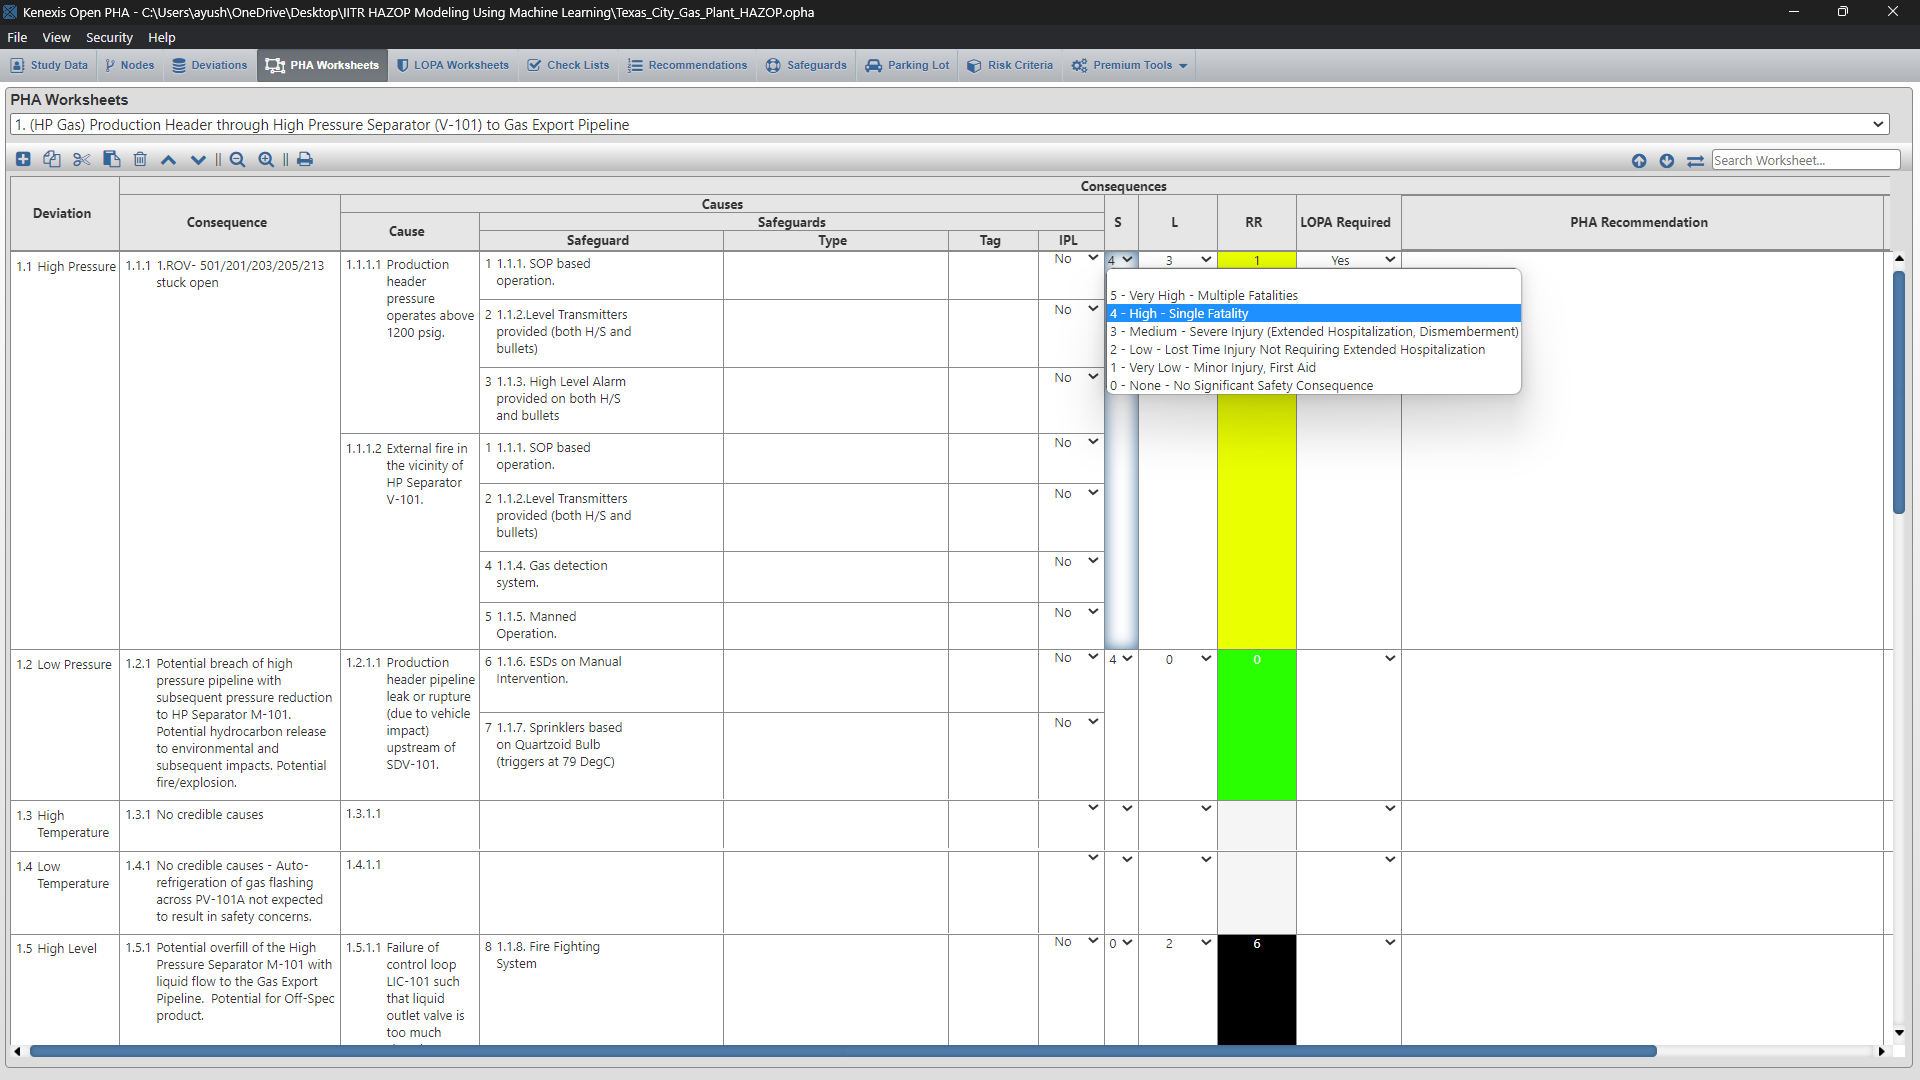 Kenexis Open PHA - C:\Users\ayush\OneDrive\Desktop\IITR HAZOP Modeling Using Machine Learning\Texas_City_Gas_Plant_HAZOP.opha
File View Security Help
Study Data Nodes Deviations PHA Worksheets LOPA Worksheets Check Lists Recommendations Safeguards Parking Lot Risk Criteria Premium Tools
PHA Worksheets
1. (HP Gas) Production Header through High Pressure Separator (V-101) to Gas Export Pipeline
Search Worksheet...
Consequences
Deviation
Consequence
Causes
Cause
Safeguards
Safeguard Type Tag IPL
S L RR LOPA Required PHA Recommendation
1.1 High Pressure
1.1.1 1.ROV- 501/201/203/205/213
stuck open
1.1.1.1 Production
header
pressure
operates above
1200 psig.
1 1.1.1. SOP based
operation.
No
4 3 1 Yes
2 1.1.2.Level Transmitters
provided (both H/S and
bullets)
No
3 1.1.3. High Level Alarm
provided on both H/S
and bullets
No
5 - Very High - Multiple Fatalities
4 - High - Single Fatality
3 - Medium - Severe Injury (Extended Hospitalization, Dismemberment)
2 - Low - Lost Time Injury Not Requiring Extended Hospitalization
1 - Very Low - Minor Injury, First Aid
0 - None - No Significant Safety Consequence
1.1.1.2 External fire in
the vicinity of
HP Separator
V-101.
1 1.1.1. SOP based
operation.
No
2 1.1.2.Level Transmitters
provided (both H/S and
bullets)
No
4 1.1.4. Gas detection
system.
No
5 1.1.5. Manned
Operation.
No
1.2 Low Pressure
1.2.1 Potential breach of high
pressure pipeline with
subsequent pressure reduction
to HP Separator M-101.
Potential hydrocarbon release
to environmental and
subsequent impacts. Potential
fire/explosion.
1.2.1.1 Production
header pipeline
leak or rupture
(due to vehicle
impact)
upstream of
SDV-101.
6 1.1.6. ESDs on Manual
Intervention.
No
4 0 0
7 1.1.7. Sprinklers based
on Quartzoid Bulb
(triggers at 79 DegC)
No
1.3 High
Temperature
1.3.1 No credible causes
1.3.1.1
1.4 Low
Temperature
1.4.1 No credible causes - Auto-
refrigeration of gas flashing
across PV-101A not expected
to result in safety concerns.
1.4.1.1
1.5 High Level
1.5.1 Potential overfill of the High
Pressure Separator M-101 with
liquid flow to the Gas Export
Pipeline. Potential for Off-Spec
product.
1.5.1.1 Failure of
control loop
LIC-101 such
that liquid
outlet valve is
too much
8 1.1.8. Fire Fighting
System
No
0 2 6